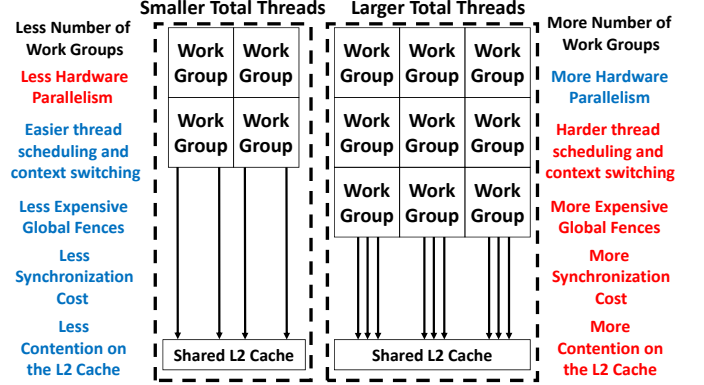 Smaller Total Threads
Larger Total Threads
Less Number of
Work Groups
Less Hardware
Parallelism
Easier thread
scheduling and
context switching
Less Expensive
Global Fences
Less
Synchronization
Cost
Less
Contention on
the L2 Cache
Work Work
Group Group
Work Work
Group Group
Shared L2 Cache
Work Work Work
Group Group Group
Work Work Work
Group Group Group
Work Work Work
Group Group Group
Shared L2 Cache
More Number of
Work Groups
More Hardware
Parallelism
Harder thread
scheduling and
context switching
More Expensive
Global Fences
More
Synchronization
Cost
More
Contention on
the L2 Cache